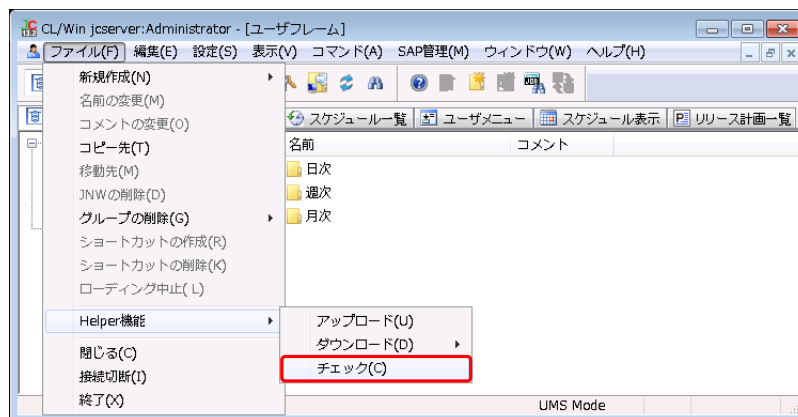 CL/Win jcserver:Administrator - [ユーザフレーム]
ファイル(F) 編集(E) 設定(S) 表示(V) コマンド(A) SAP管理(M) ウィンドウ(W) ヘルプ(H)
新規作成(N)
名前の変更(M)
コメントの変更(O)
コピー先(T)
移動先(M)
JNWの削除(D)
グループの削除(G)
ショートカットの作成(R)
ショートカットの削除(K)
ローディング中止( L)
Helper機能
閉じる(C)
接続切断(I)
終了(X)
スケジュール一覧 ユーザメニュー スケジュール表示 リリース計画一覧
名前 コメント
日次
週次
月次
アップロード(U)
ダウンロード(D)
チェック(C)
UMS Mode